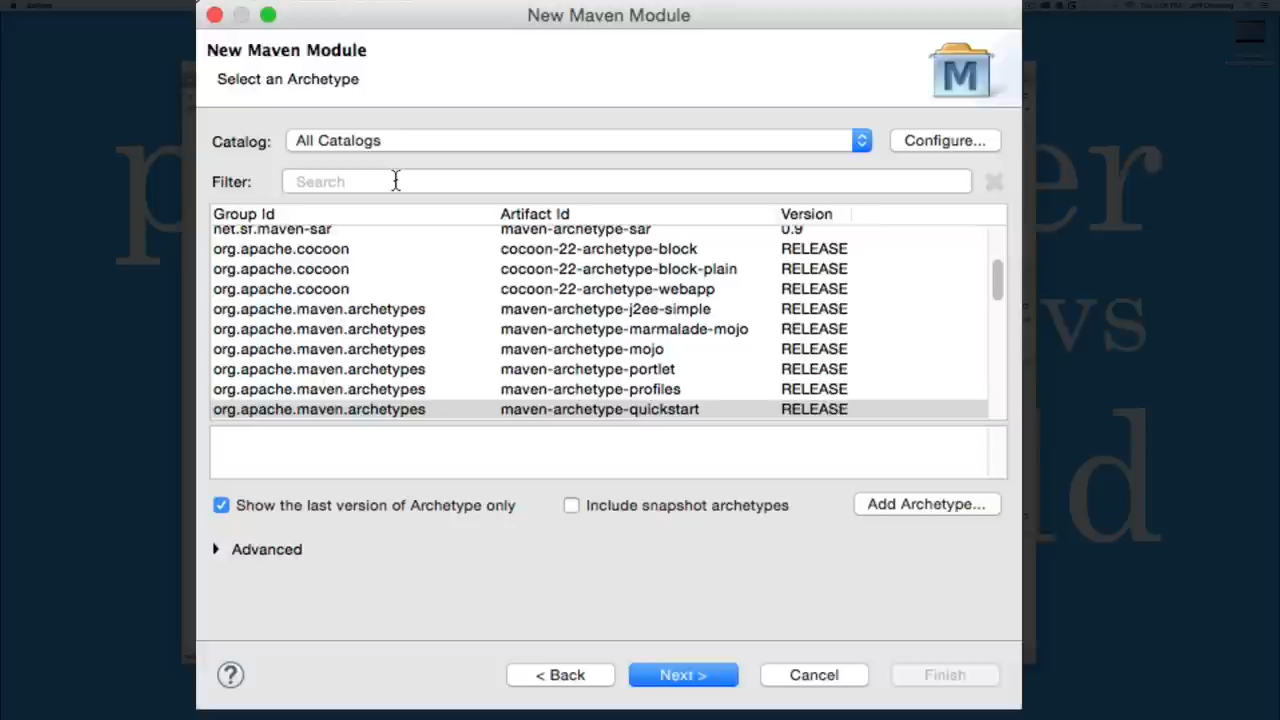 New Maven Module
New Maven Module
Select an Archetype
M
Catalog: All Catalogs Configure...
Filter: Search
Group Id Artifact Id Version
net.sf.maven-sar maven-archetype-sar 0.9
org.apache.cocoon cocoon-22-archetype-block RELEASE
org.apache.cocoon cocoon-22-archetype-block-plain RELEASE
org.apache.cocoon cocoon-22-archetype-webapp RELEASE
org.apache.maven.archetypes maven-archetype-j2ee-simple RELEASE
org.apache.maven.archetypes maven-archetype-marmalade-mojo RELEASE
org.apache.maven.archetypes maven-archetype-mojo RELEASE
org.apache.maven.archetypes maven-archetype-portlet RELEASE
org.apache.maven.archetypes maven-archetype-profiles RELEASE
org.apache.maven.archetypes maven-archetype-quickstart RELEASE
Show the last version of Archetype only Include snapshot archetypes Add Archetype...
Advanced
? < Back Next > Cancel Finish
vs